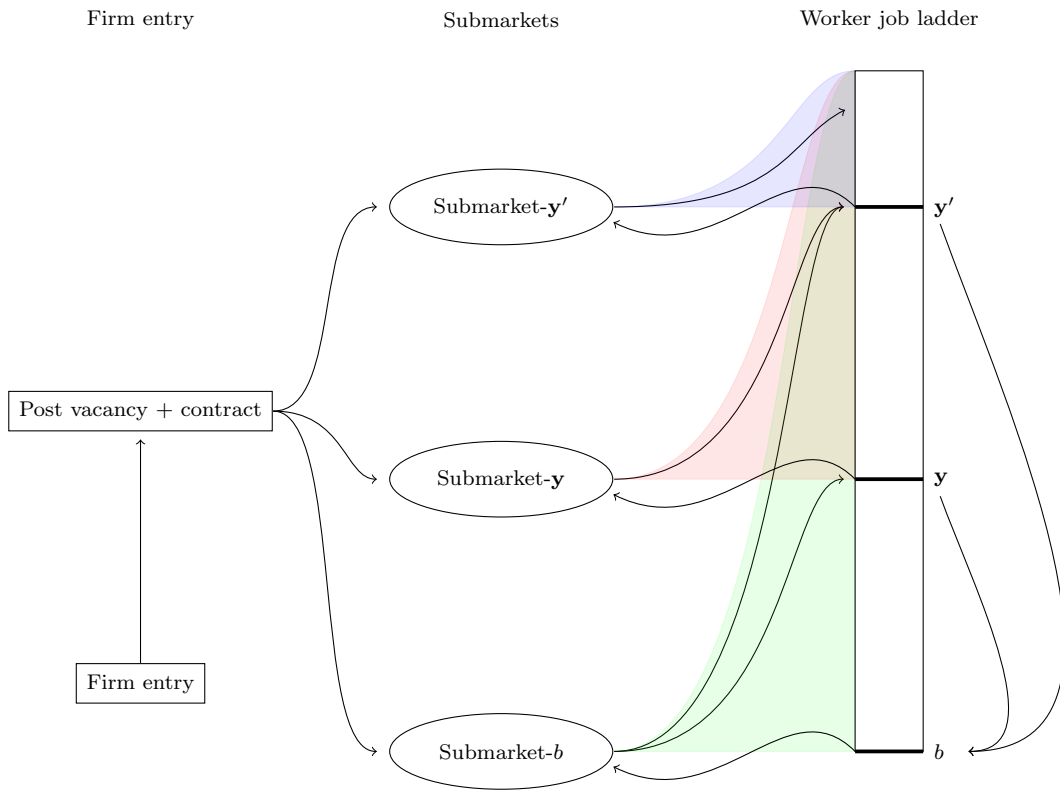 Firm entry
Submarkets
Worker job ladder
Submarket-y′
y′
Post vacancy + contract
Submarket-y
y
Firm entry
Submarket-b
b